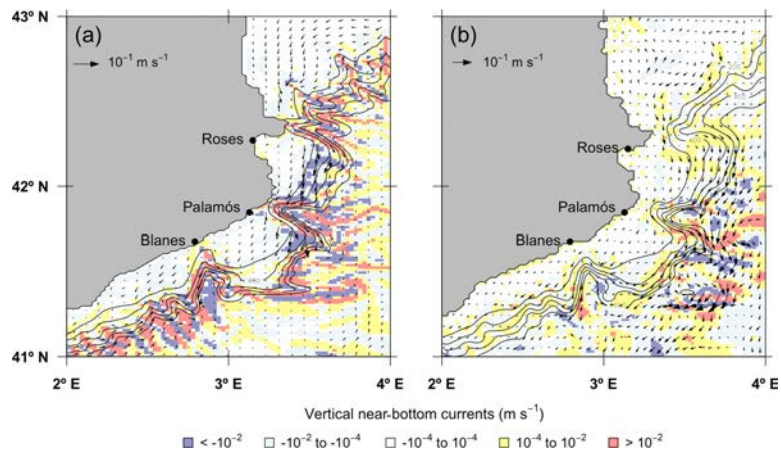 (a)
10⁻¹ m s⁻¹
Roses
Palamós
Blanes
43° N
42° N
41° N
2° E
3° E
4° E
(b)
10⁻¹ m s⁻¹
Roses
Palamós
Blanes
2° E
3° E
4° E
Vertical near-bottom currents (m s⁻¹)
< -10⁻²
-10⁻² to -10⁻⁴
-10⁻⁴ to 10⁻⁴
10⁻⁴ to 10⁻²
> 10⁻²